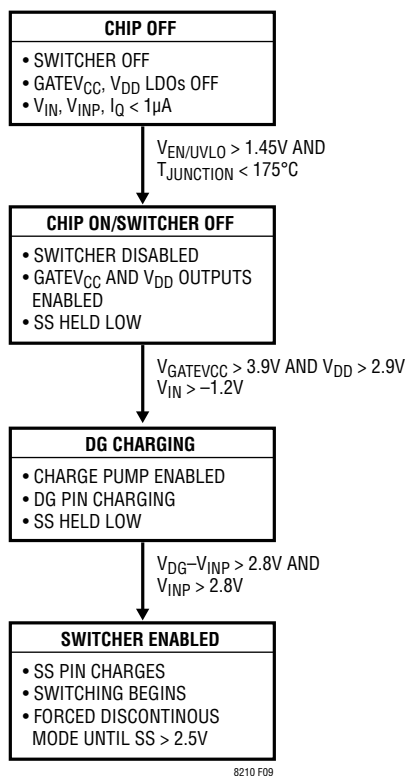 CHIP OFF
• SWITCHER OFF
• GATEVCC, VDD LDOs OFF
• VIN, VINP, IQ < 1µA
VEN/UVLO > 1.45V AND
TJUNCTION < 175°C
CHIP ON/SWITCHER OFF
• SWITCHER DISABLED
• GATEVCC AND VDD OUTPUTS
ENABLED
• SS HELD LOW
VGATEVCC > 3.9V AND VDD > 2.9V
VIN > –1.2V
DG CHARGING
• CHARGE PUMP ENABLED
• DG PIN CHARGING
• SS HELD LOW
VDG–VINP > 2.8V AND
VINP > 2.8V
SWITCHER ENABLED
• SS PIN CHARGES
• SWITCHING BEGINS
• FORCED DISCONTINOUS
MODE UNTIL SS > 2.5V
8210 F09